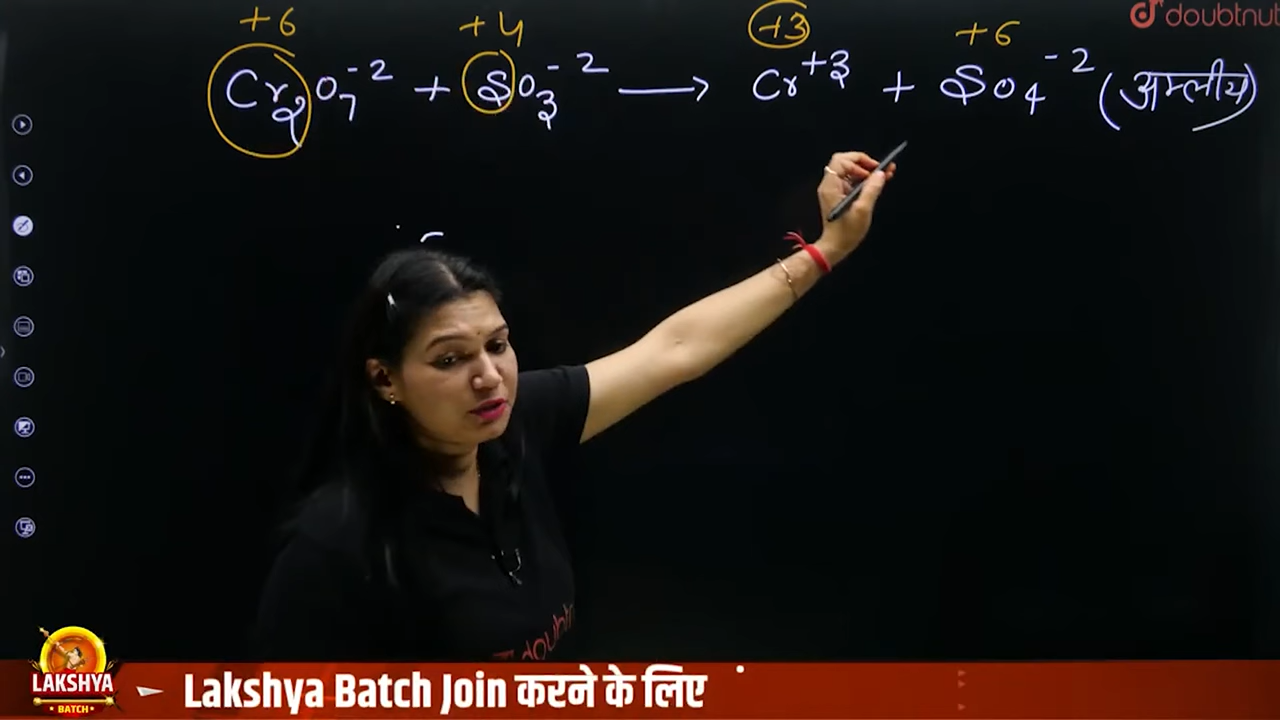 +6 +4 +3 +6
doubtnut
Cr₂O₇⁻² + SO₃⁻² ⟶ Cr⁺³ + SO₄⁻² (अम्लीय)
doubtn
LAKSHYA
BATCH
Lakshya Batch Join करने के लिए